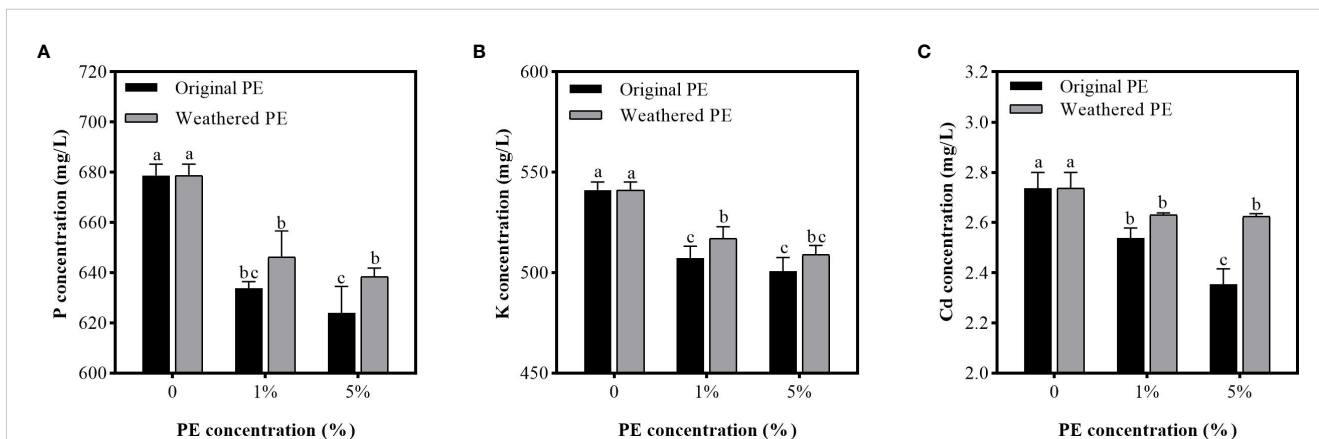 A
P concentration (mg/L)
720
700
680
660
640
620
600
Original PE
Weathered PE
a a
bc b
c b
0 1% 5%
PE concentration (%)
B
K concentration (mg/L)
600
550
500
450
Original PE
Weathered PE
a a
c b
c bc
0 1% 5%
PE concentration (%)
C
Cd concentration (mg/L)
3.2
3.0
2.8
2.6
2.4
2.2
2.0
Original PE
Weathered PE
a a
b b
c b
0 1% 5%
PE concentration (%)